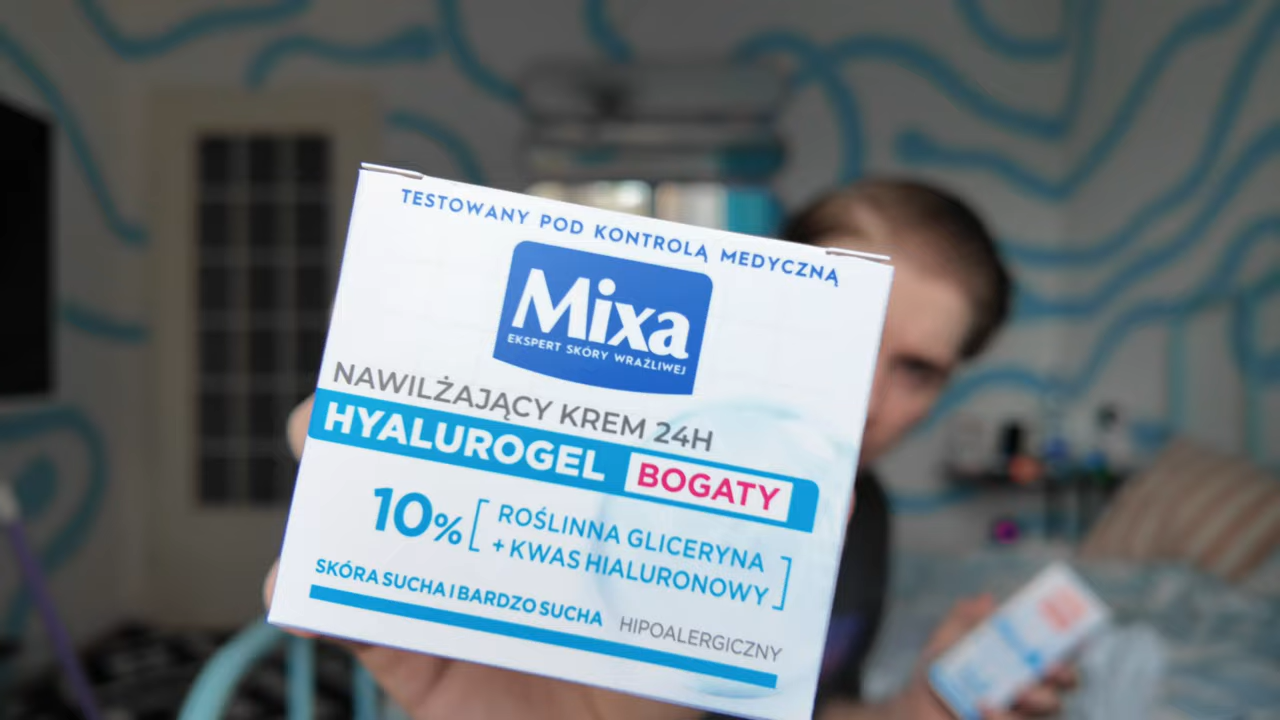 TESTOWANY POD KONTROLĄ MEDYCZNĄ
Mixa
EKSPERT SKÓRY WRAŻLIWEJ
NAWILŻAJĄCY KREM 24H
HYALUROGEL BOGATY
10% [ROŚLINNA GLICERYNA
+ KWAS HIALURONOWY]
SKÓRA SUCHA I BARDZO SUCHA HIPOALERGICZNY